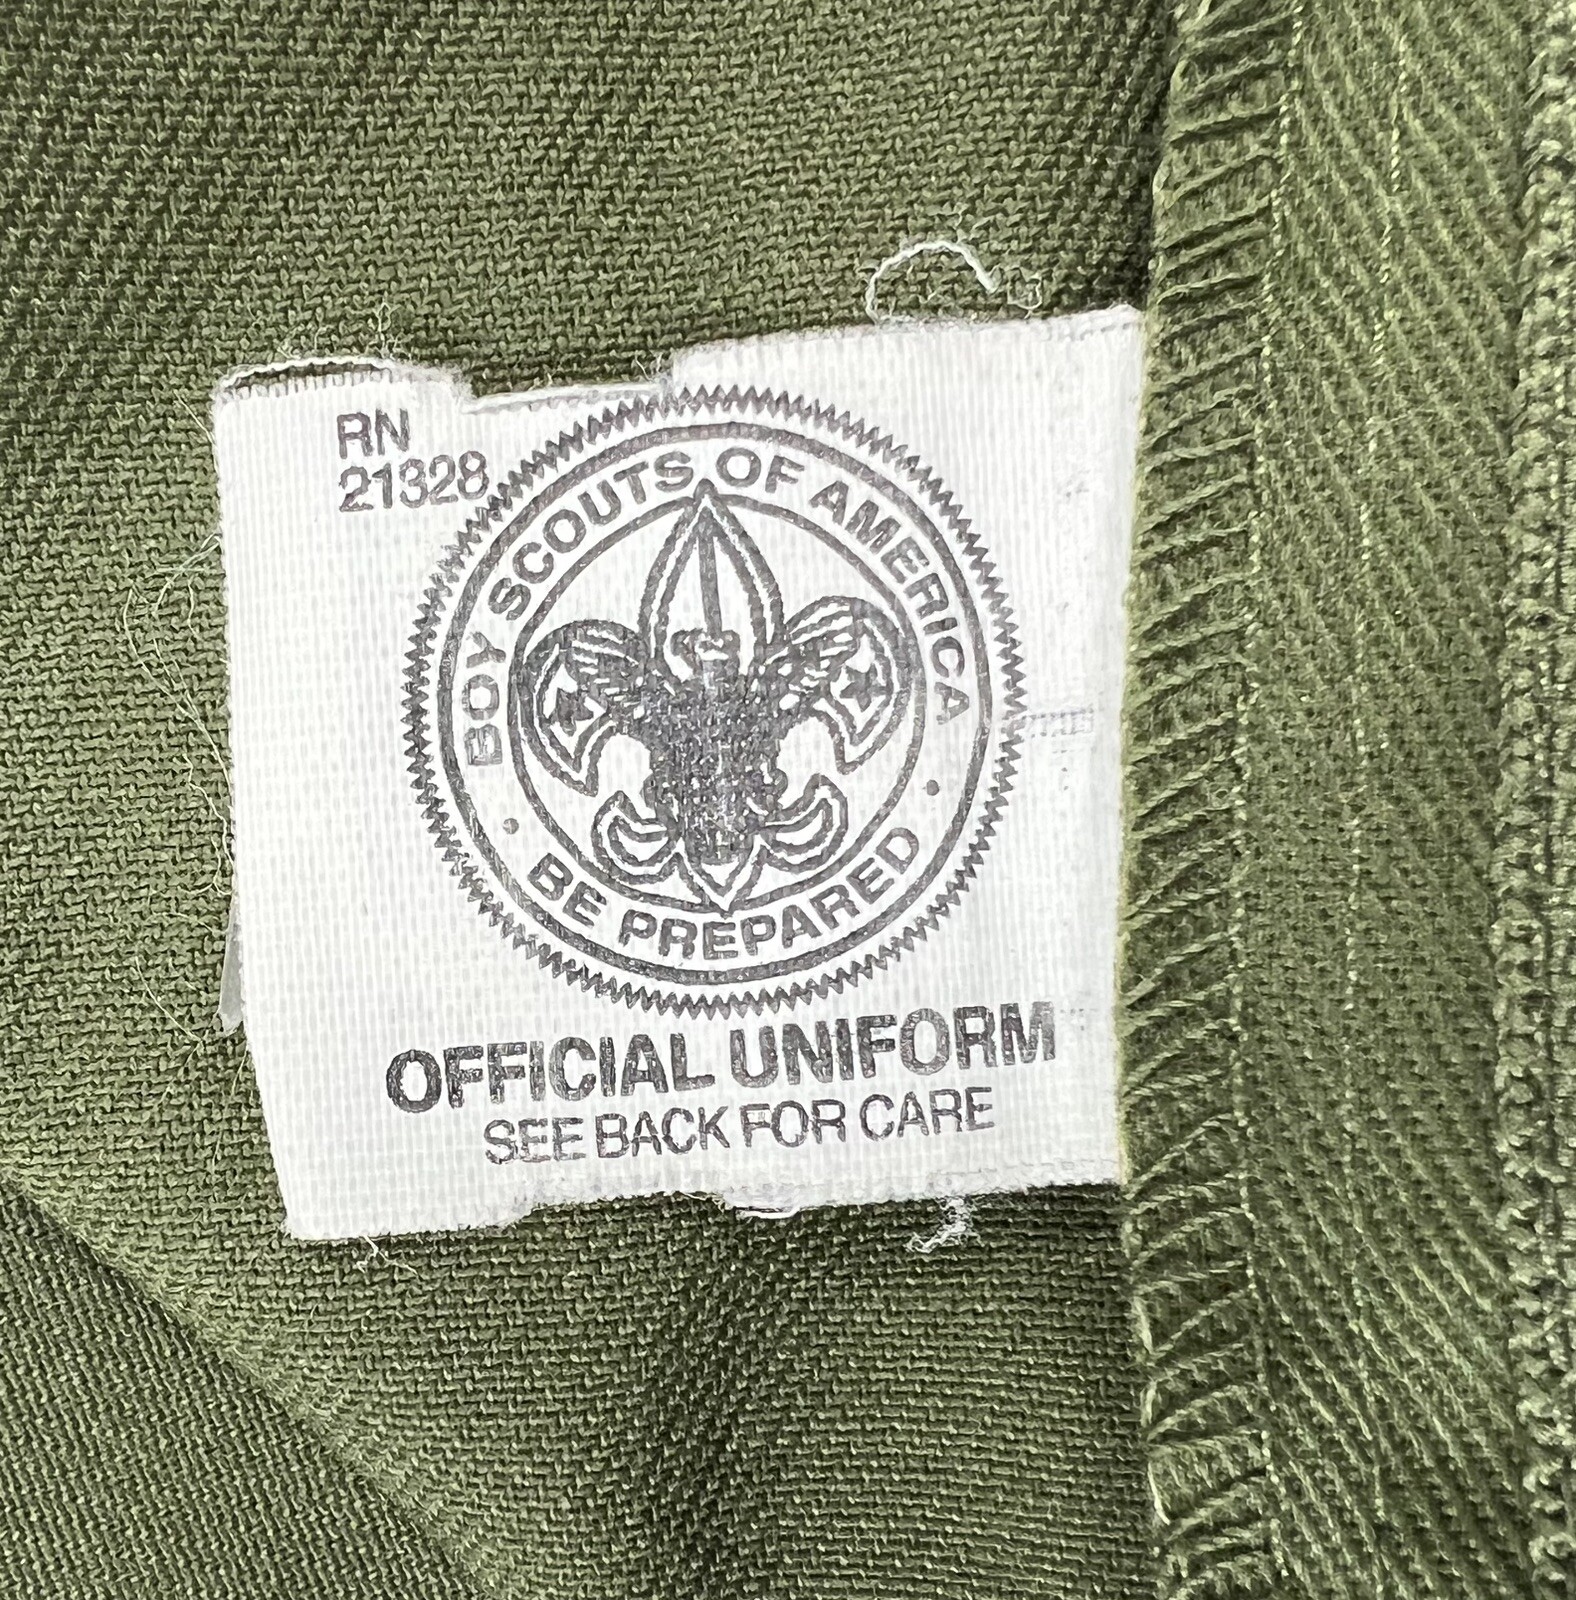 RN
21328
BOY SCOUTS OF AMERICA
• BE PREPARED •
OFFICIAL UNIFORM
SEE BACK FOR CARE